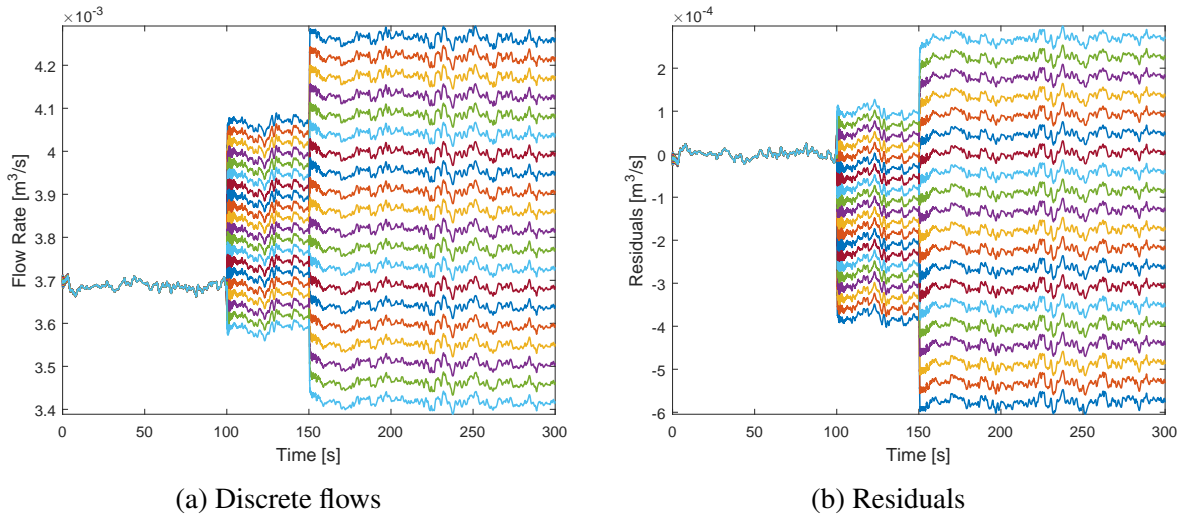 ×10⁻³
4.2
4.1
4
3.9
3.8
3.7
3.6
3.5
3.4
Flow Rate [m³/s]
0 50 100 150 200 250 300
Time [s]
(a) Discrete flows
×10⁻⁴
2
1
0
-1
-2
-3
-4
-5
-6
Residuals [m³/s]
0 50 100 150 200 250 300
Time [s]
(b) Residuals